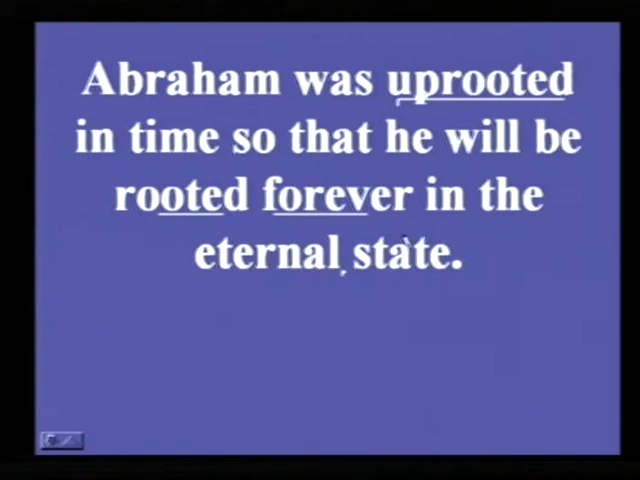 Abraham was uprooted
in time so that he will be
rooted forever in the
eternal state.